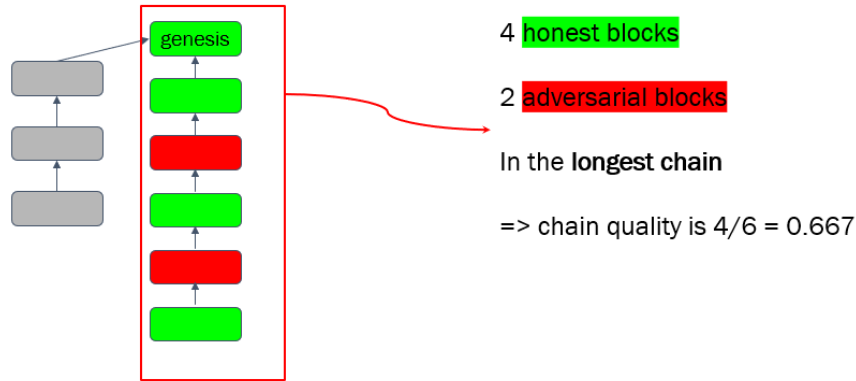 genesis
4 honest blocks
2 adversarial blocks
In the longest chain
=> chain quality is 4/6 = 0.667